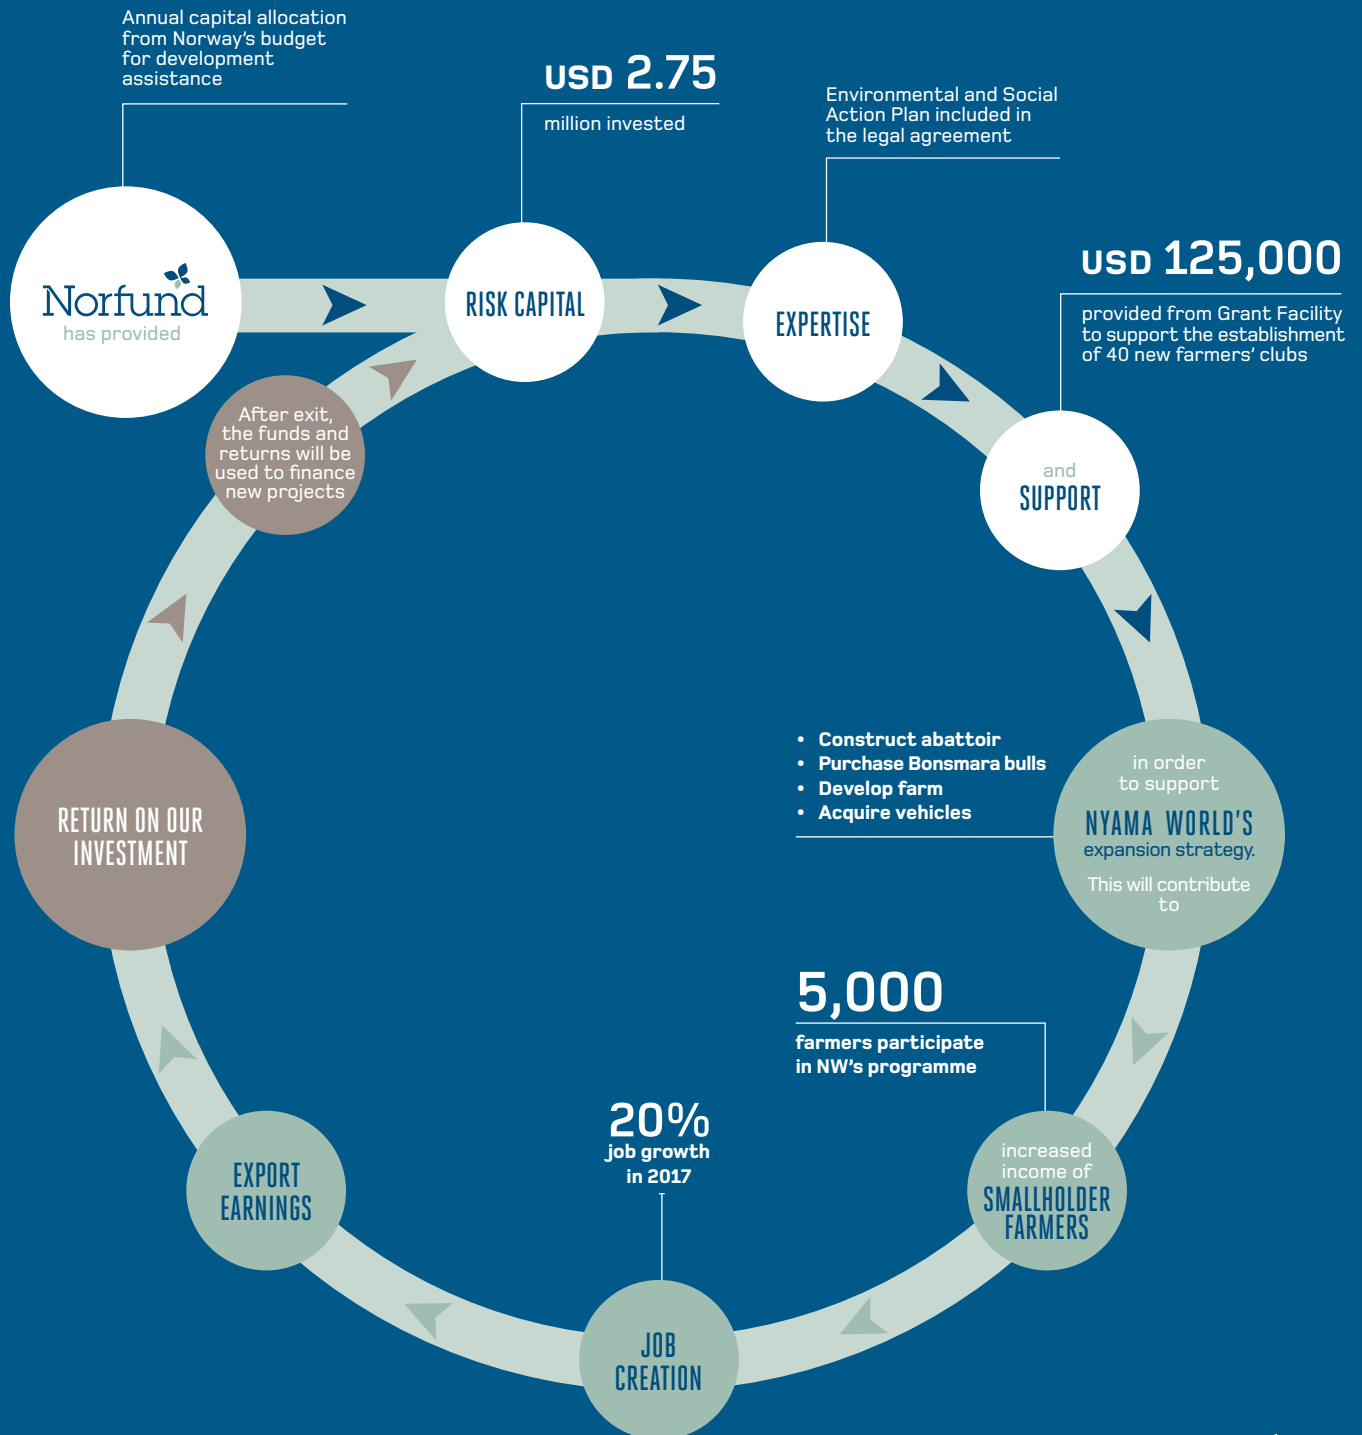 Annual capital allocation
from Norway's budget
for development
assistance
Norfund
has provided
USD 2.75
million invested
RISK CAPITAL
Environmental and Social
Action Plan included in
the legal agreement
EXPERTISE
USD 125,000
provided from Grant Facility
to support the establishment
of 40 new farmers' clubs
and
SUPPORT
• Construct abattoir
• Purchase Bonsmara bulls
• Develop farm
• Acquire vehicles
in order
to support
NYAMA WORLD'S
expansion strategy.
This will contribute
to
5,000
farmers participate
in NW's programme
increased
income of
SMALLHOLDER
FARMERS
20%
job growth
in 2017
JOB
CREATION
EXPORT
EARNINGS
RETURN ON OUR
INVESTMENT
After exit,
the funds and
returns will be
used to finance
new projects